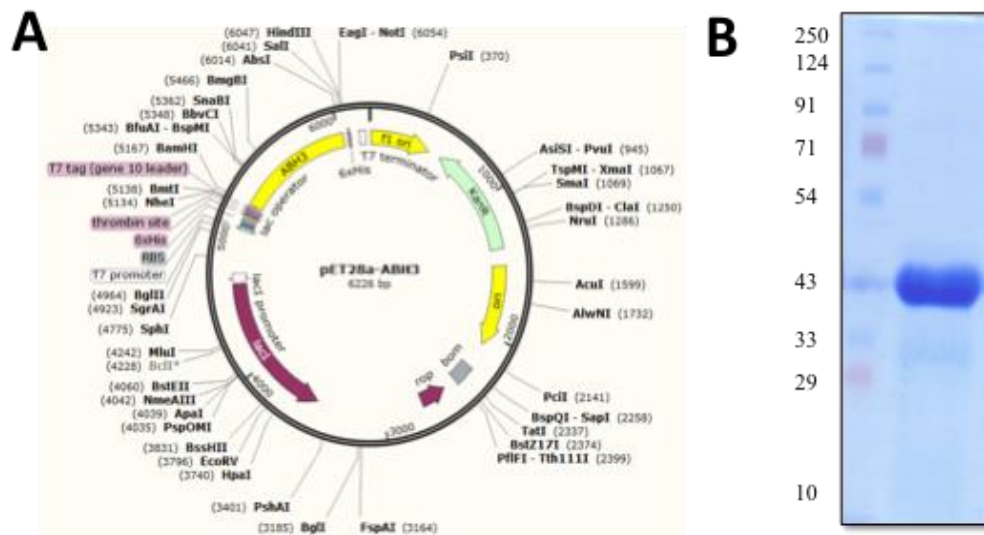 A
(6047) HindIII
(6041) SalI
(6014) AbsI
(5466) BmgBI
(5362) SnaBI
(5348) BbvCI
(5343) BfuAI - BspMI
(5167) BamHI
T7 tag (gene 10 leader)
(5138) BmtI
(5134) NheI
thrombin site
6xHis
RBS
T7 promoter
(4964) BglII
(4923) SgrAI
(4775) SphI
(4242) MluI
(4228) BclI*
(4060) BstEII
(4042) NmeAIII
(4039) ApaI
(4035) PspOMI
(3831) BssHII
(3796) EcoRV
(3740) HpaI
(3401) PshAI
(3185) BglI
FspAI (3164)
EagI - NotI (6054)
PsiI (370)
AsiSI - PvuI (945)
TspMI - XmaI (1067)
SmaI (1069)
BspDI - ClaI (1250)
NruI (1286)
AcuI (1599)
AlwNI (1732)
PciI (2141)
BspQI - SapI (2258)
TatI (2337)
BstZ17I (2374)
PflFI - Tth111I (2399)
6000
1000
2000
3000
4000
5000
f1 ori
T7 terminator
6xHis
ABH3
lac operator
KanR
ori
bom
rop
lacI
lacI promoter
pET28a-ABH3
6226 bp
B
250
124
91
71
54
43
33
29
10